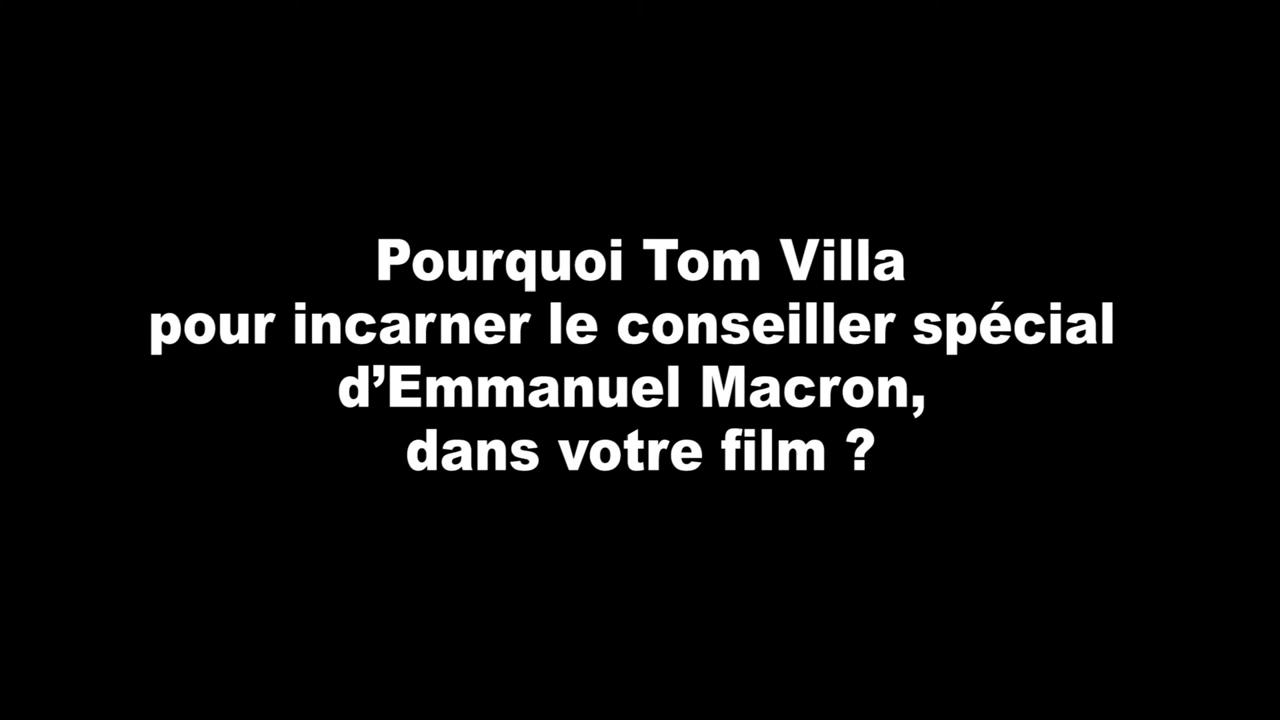 Pourquoi Tom Villa
pour incarner le conseiller spécial
d’Emmanuel Macron,
dans votre film ?